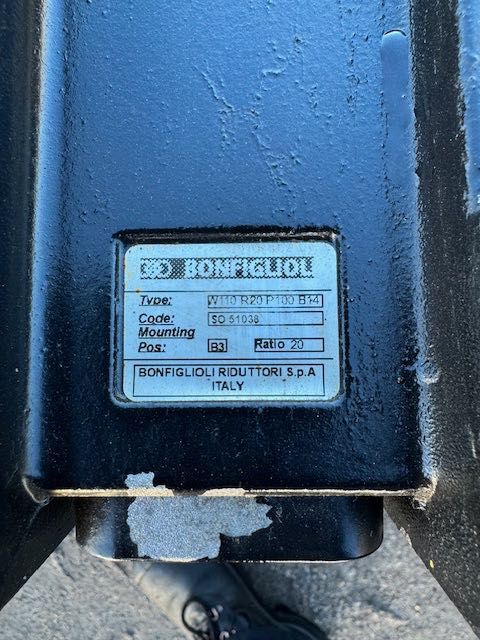 BONFIGLIOLI
Type: W110 R20 P100 B14
Code: SO 51038
Mounting
Pos: B3 Ratio 20
BONFIGLIOLI RIDUTTORI S.p.A
ITALY